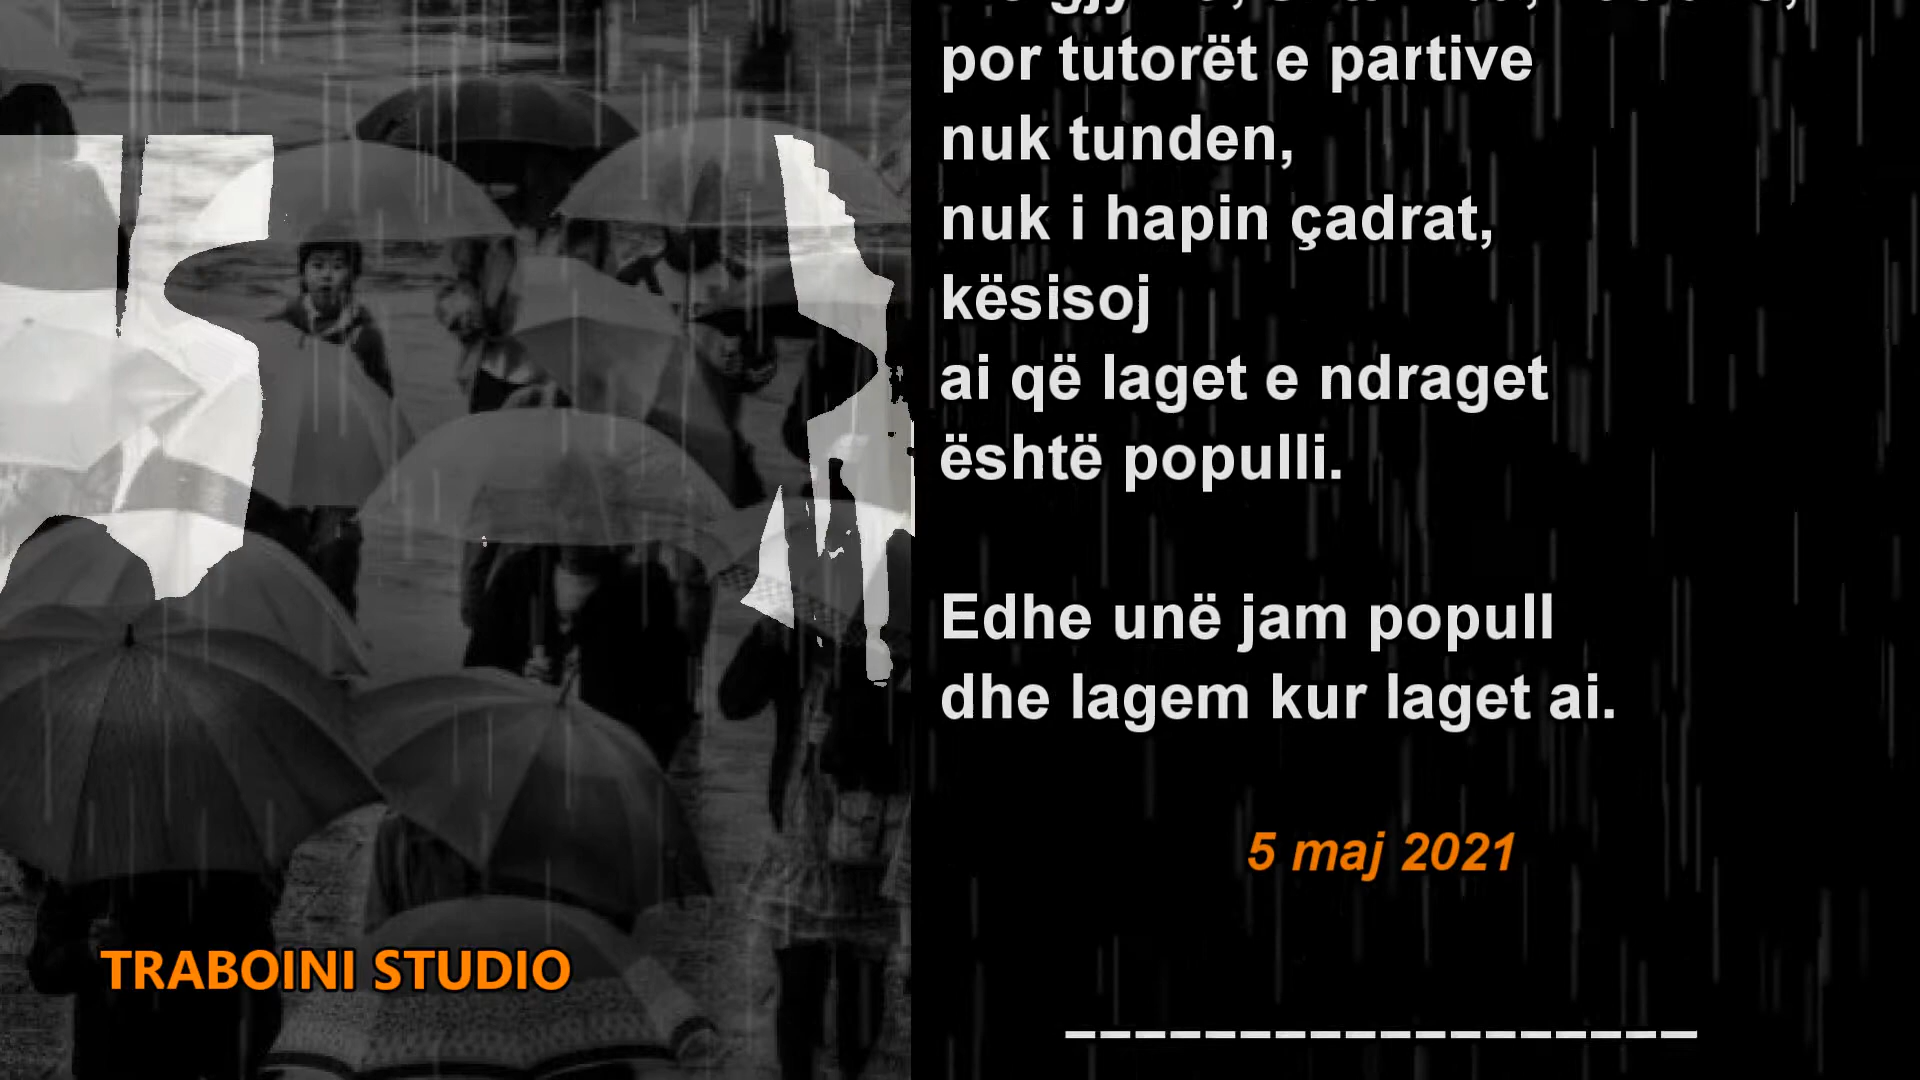 por tutorët e partive
nuk tunden,
nuk i hapin çadrat,
kësisoj
ai që laget e ndraget
është populli.
Edhe unë jam popull
dhe lagem kur laget ai.
5 maj 2021
TRABOINI STUDIO